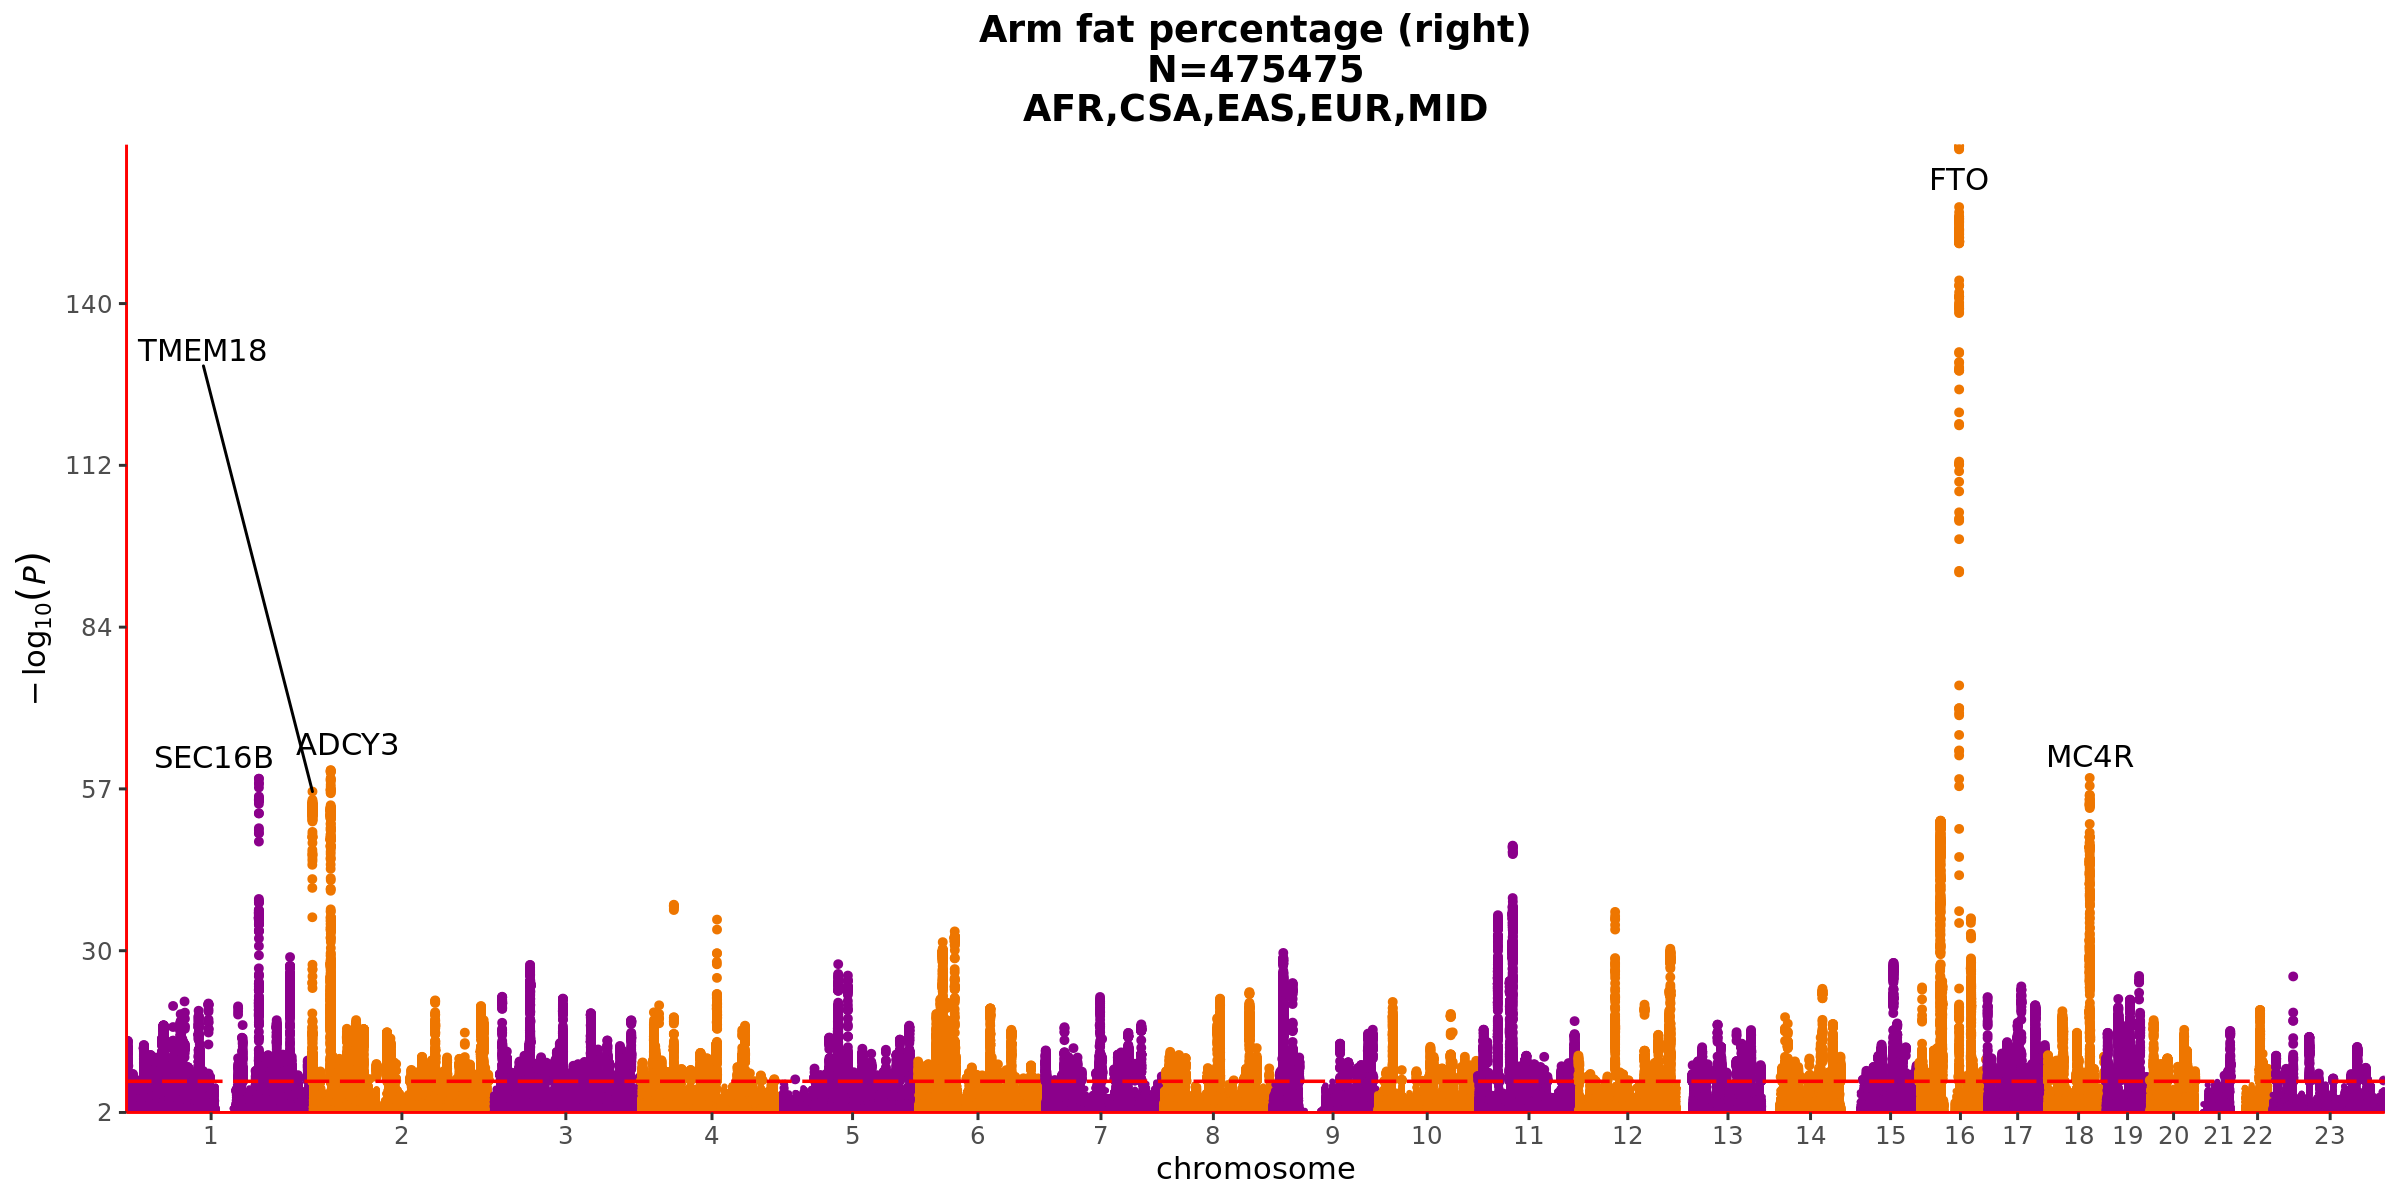 Arm fat percentage (right)
N=475475
AFR,CSA,EAS,EUR,MID
FTO
140
TMEM18
112
84
−log10(P)
ADCY3
SEC16B
MC4R
57
30
2
1 2 3 4 5 6 7 8 9 10 11 12 13 14 15 16 17 18 19 20 21 22 23
chromosome